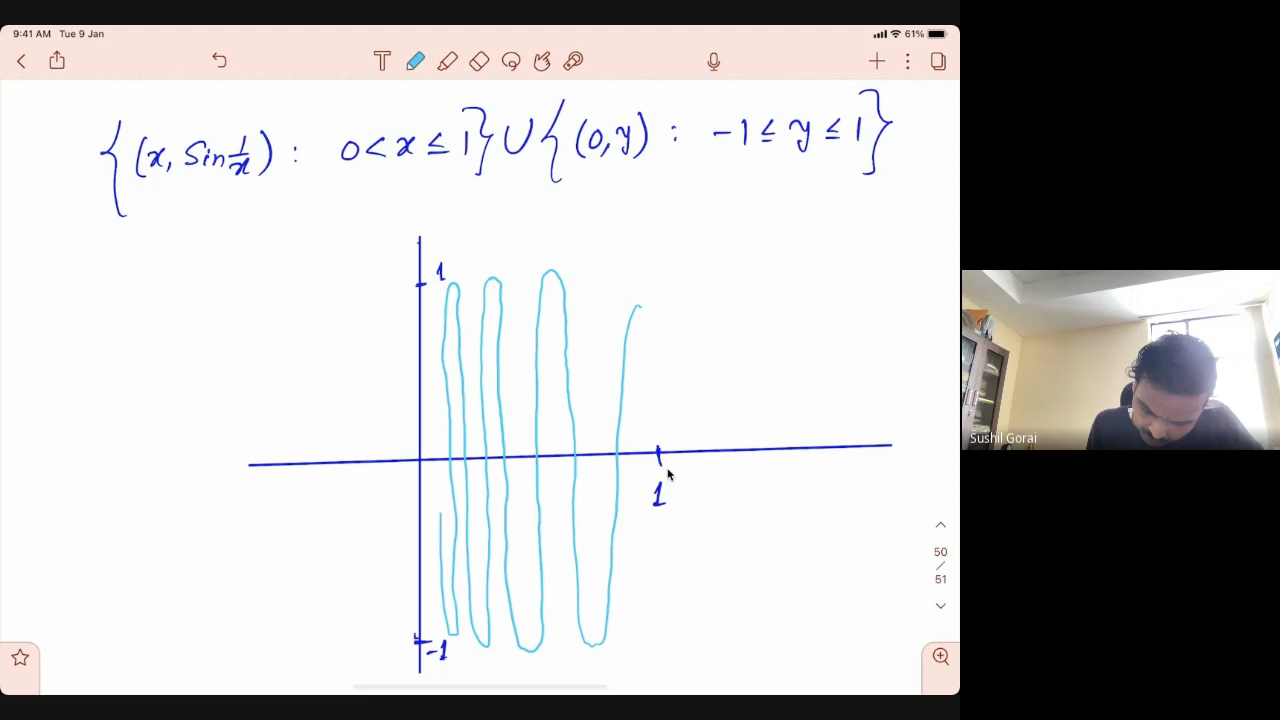 9:41 AM Tue 9 Jan
61%
T
{(x, Sin 1/x) : 0 < x ≤ 1} ∪ {(0, y) : -1 ≤ y ≤ 1}
1
1
-1
50
/
51
Sushil Gorai